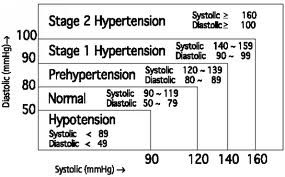 Stage 2 Hypertension Systolic ≥ 160
Diastolic ≥ 100
100
Stage 1 Hypertension Systolic 140~159
Diastolic 90~ 99
90
Prehypertension Systolic 120~139
Diastolic 80~ 89
80
Normal Systolic 90~119
Diastolic 50~ 79
50
Hypotension
Systolic < 89
Diastolic < 49
Diastolic (mmHg)→
90 120 140 160
Systolic (mmHg) →